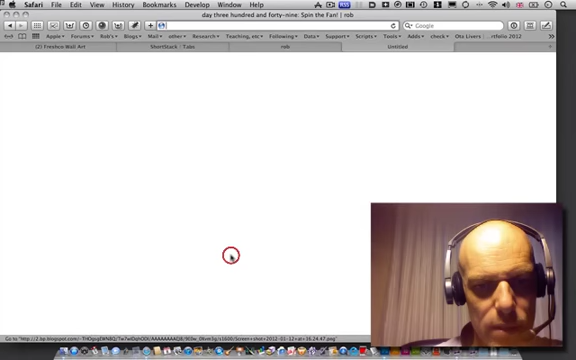 Safari File Edit View History Bookmarks Develop Window Help
day three hundred and forty-nine: Spin the Fan! | rob
Google
Apple Forums Rob's Blogs Mail other Research Teaching, etc Following Data Support Scripts Tools Adds check Ota Livers rtfolio 2012
(2) Freshco Wall Art ShortStack - Tabs rob Untitled